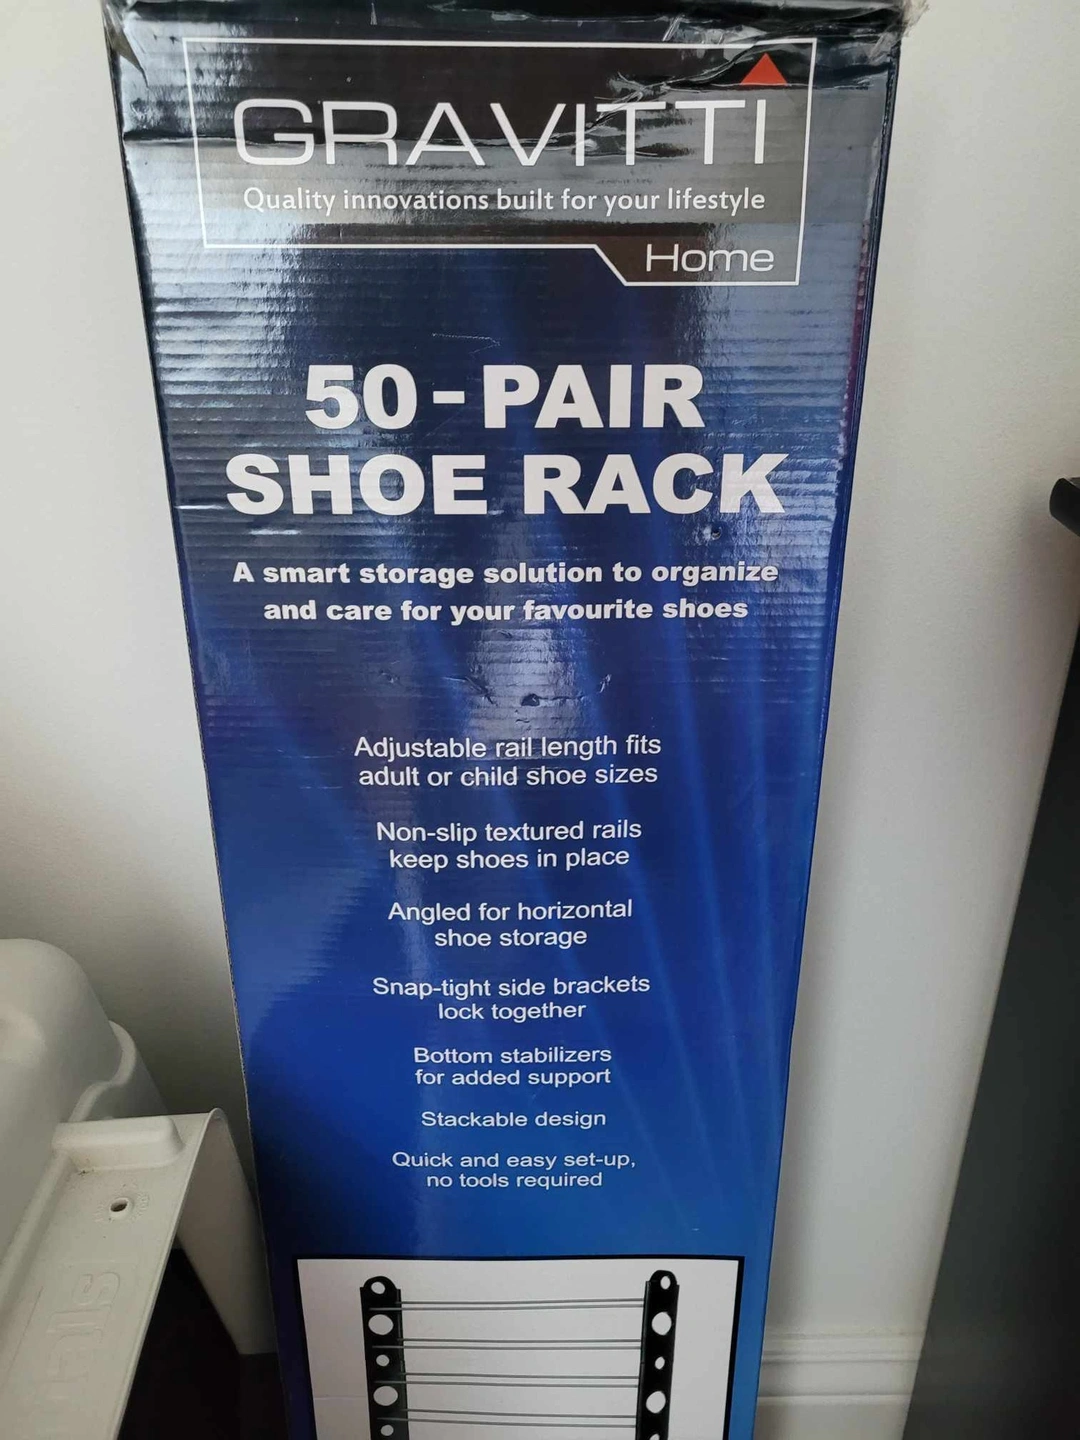 GRAVITTI
Quality innovations built for your lifestyle
Home
50-PAIR
SHOE RACK
A smart storage solution to organize
and care for your favourite shoes
Adjustable rail length fits
adult or child shoe sizes
Non-slip textured rails
keep shoes in place
Angled for horizontal
shoe storage
Snap-tight side brackets
lock together
Bottom stabilizers
for added support
Stackable design
Quick and easy set-up,
no tools required